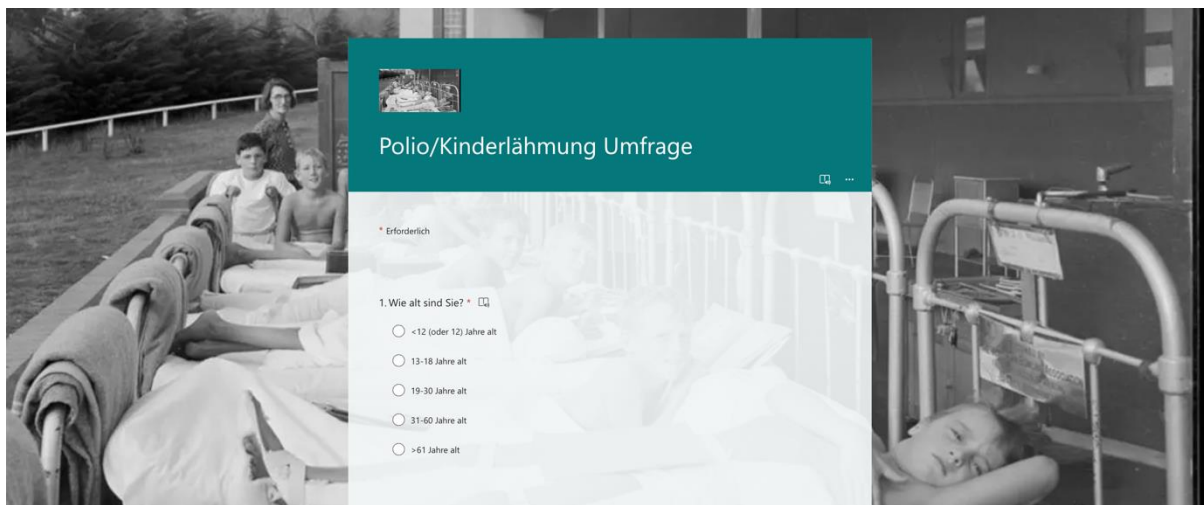 Polio/Kinderlähmung Umfrage
* Erforderlich
1. Wie alt sind Sie? *
<12 (oder 12) Jahre alt
13-18 Jahre alt
19-30 Jahre alt
31-60 Jahre alt
>61 Jahre alt